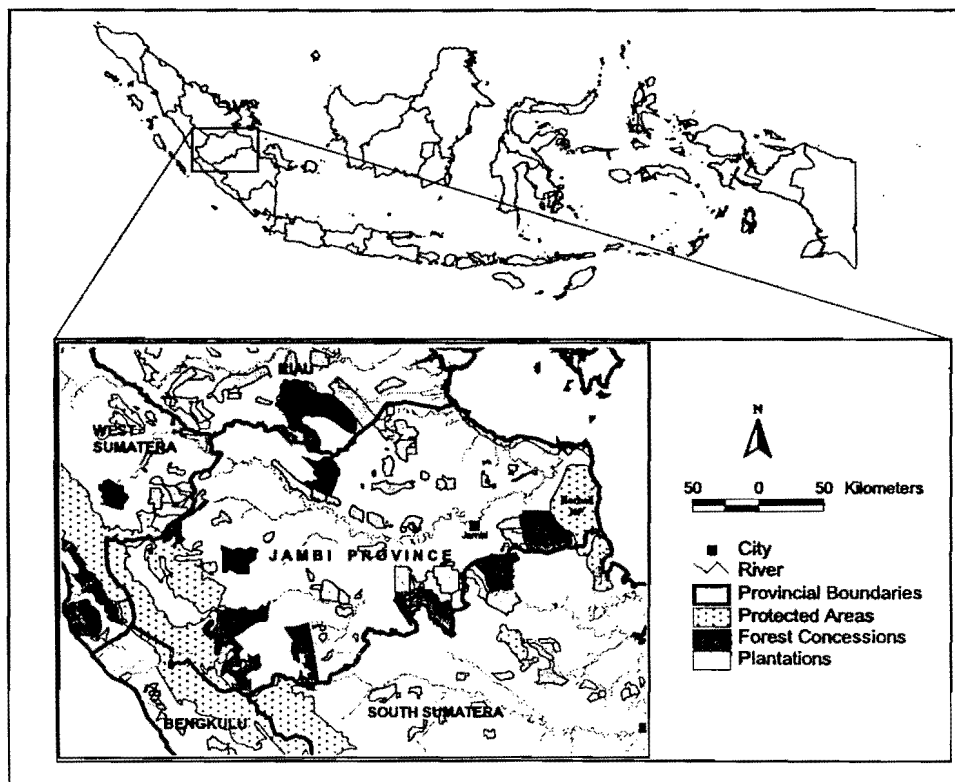 RIAU
WEST
SUMATERA
Jambi
JAMBI PROVINCE
BENGKULU
SOUTH SUMATERA
N
50 0 50 Kilometers
City
River
Provincial Boundaries
Protected Areas
Forest Concessions
Plantations